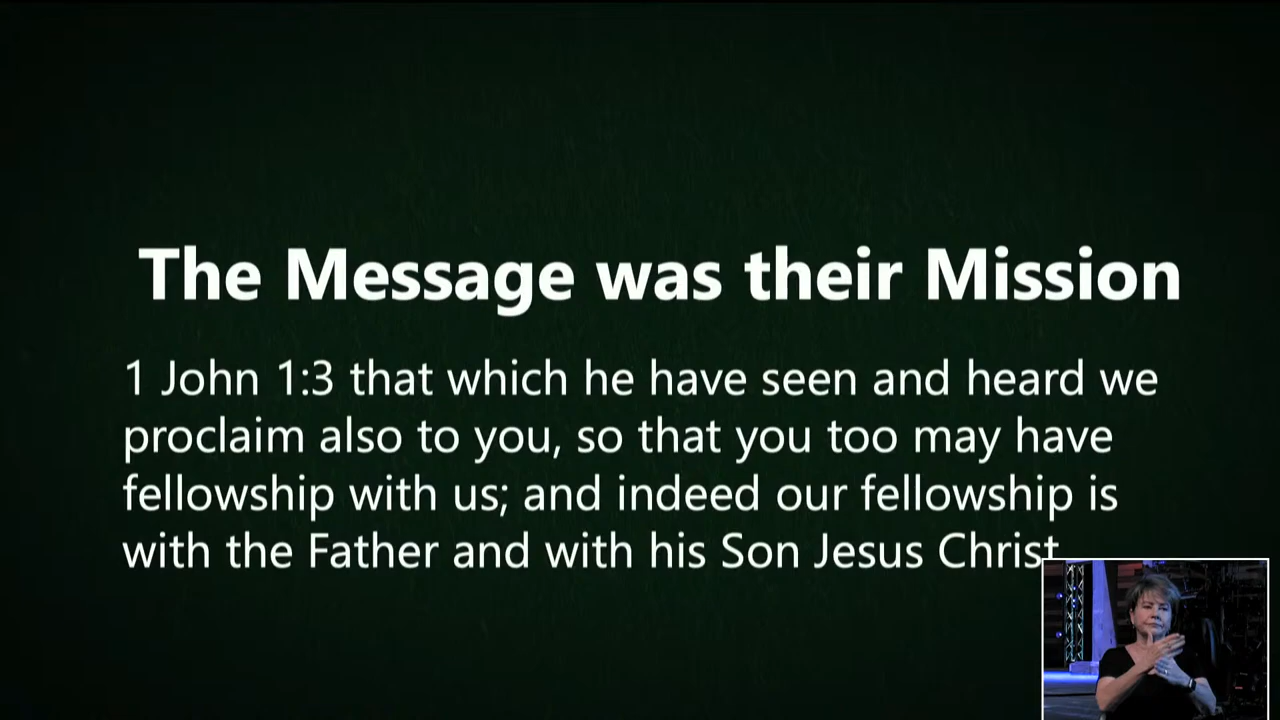 The Message was their Mission
1 John 1:3 that which he have seen and heard we
proclaim also to you, so that you too may have
fellowship with us; and indeed our fellowship is
with the Father and with his Son Jesus Christ